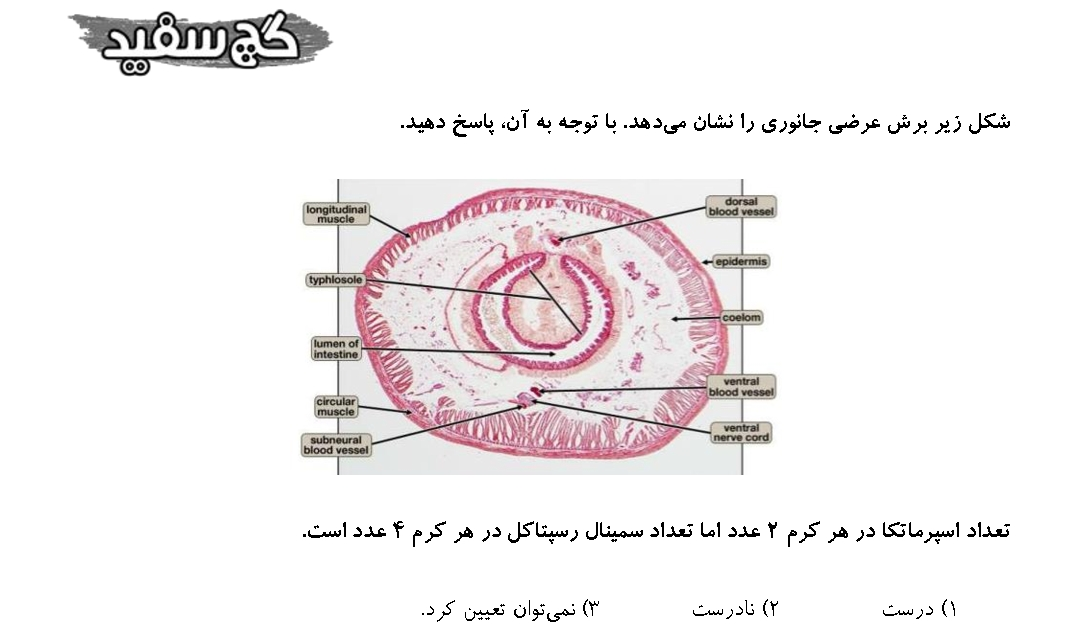 گچ سفید
شکل زیر برش عرضی جانوری را نشان می‌دهد. با توجه به آن، پاسخ دهید.
longitudinal
muscle
typhlosole
lumen of
intestine
circular
muscle
subneural
blood vessel
dorsal
blood vessel
epidermis
coelom
ventral
blood vessel
ventral
nerve cord
تعداد اسپرماتکا در هر کرم ۲ عدد اما تعداد سمینال رسپتاکل در هر کرم ۴ عدد است.
۱) درست ۲) نادرست ۳) نمی‌توان تعیین کرد.